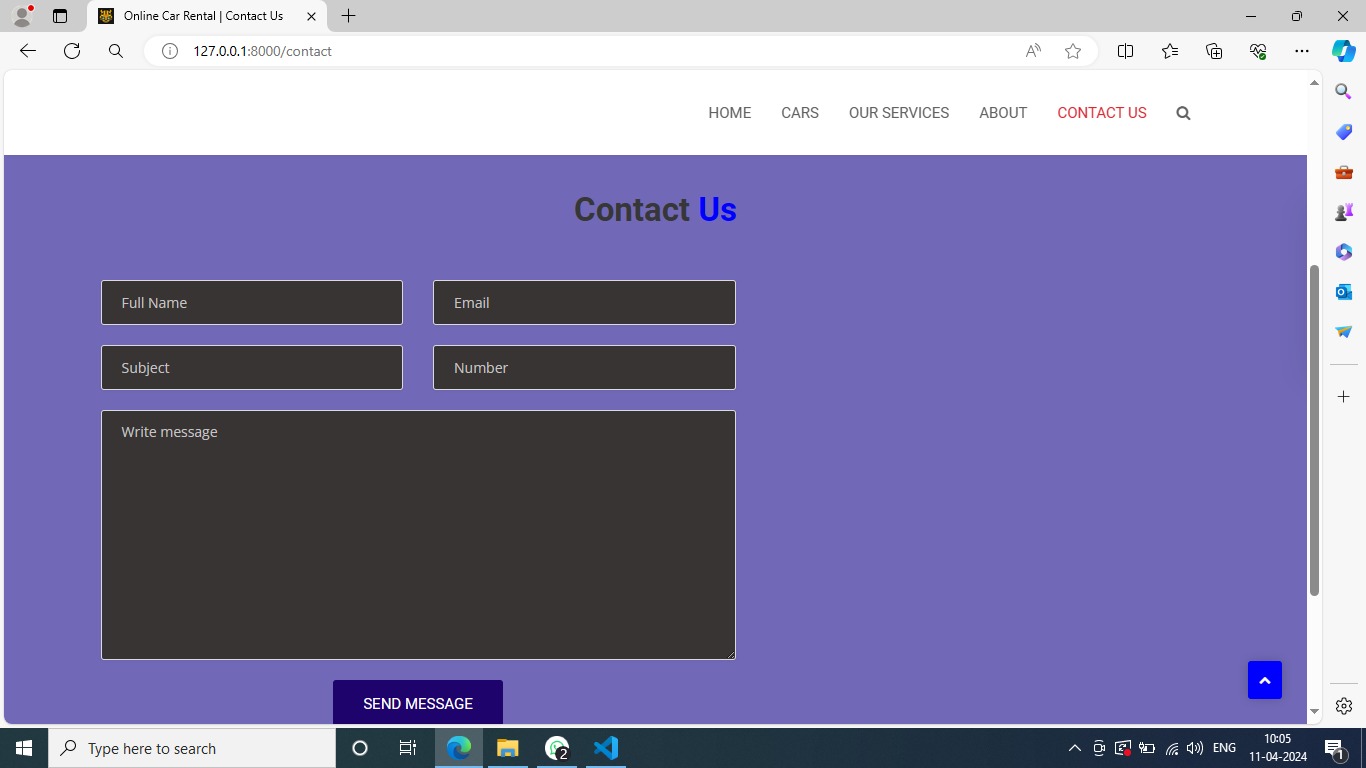 Online Car Rental | Contact Us
127.0.0.1:8000/contact
HOME CARS OUR SERVICES ABOUT CONTACT US
Contact Us
Full Name Email
Subject Number
Write message
SEND MESSAGE
Type here to search
2
ENG
10:05
11-04-2024
1